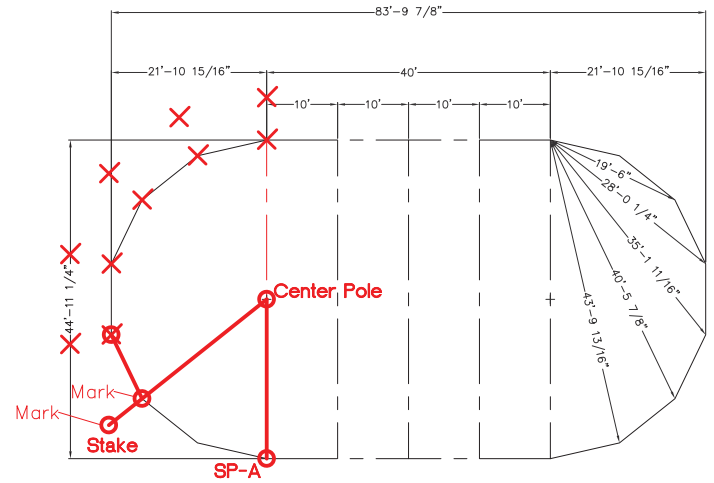 83'-9 7/8"
21'-10 15/16"
40'
21'-10 15/16"
10'
10'
10'
10'
19'-6"
28'-0 1/4"
35'-1 11/16"
40'-5 7/8"
43'-9 13/16"
44'-11 1/4"
Center Pole
Mark
Mark
Stake
SP-A